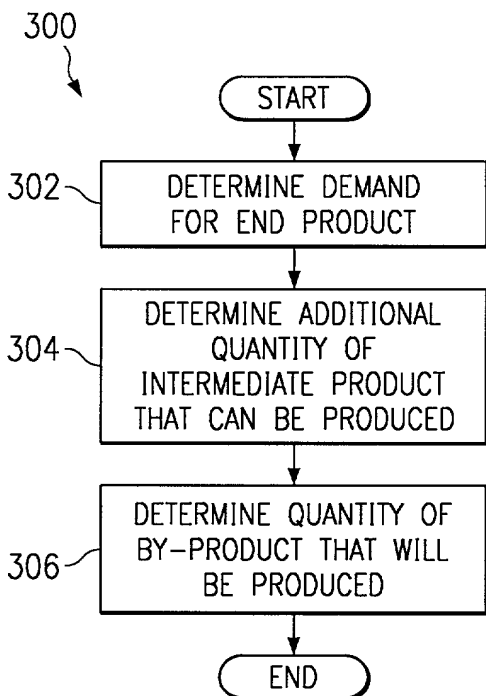 300
START
302
DETERMINE DEMAND
FOR END PRODUCT
304
DETERMINE ADDITIONAL
QUANTITY OF
INTERMEDIATE PRODUCT
THAT CAN BE PRODUCED
306
DETERMINE QUANTITY OF
BY-PRODUCT THAT WILL
BE PRODUCED
END